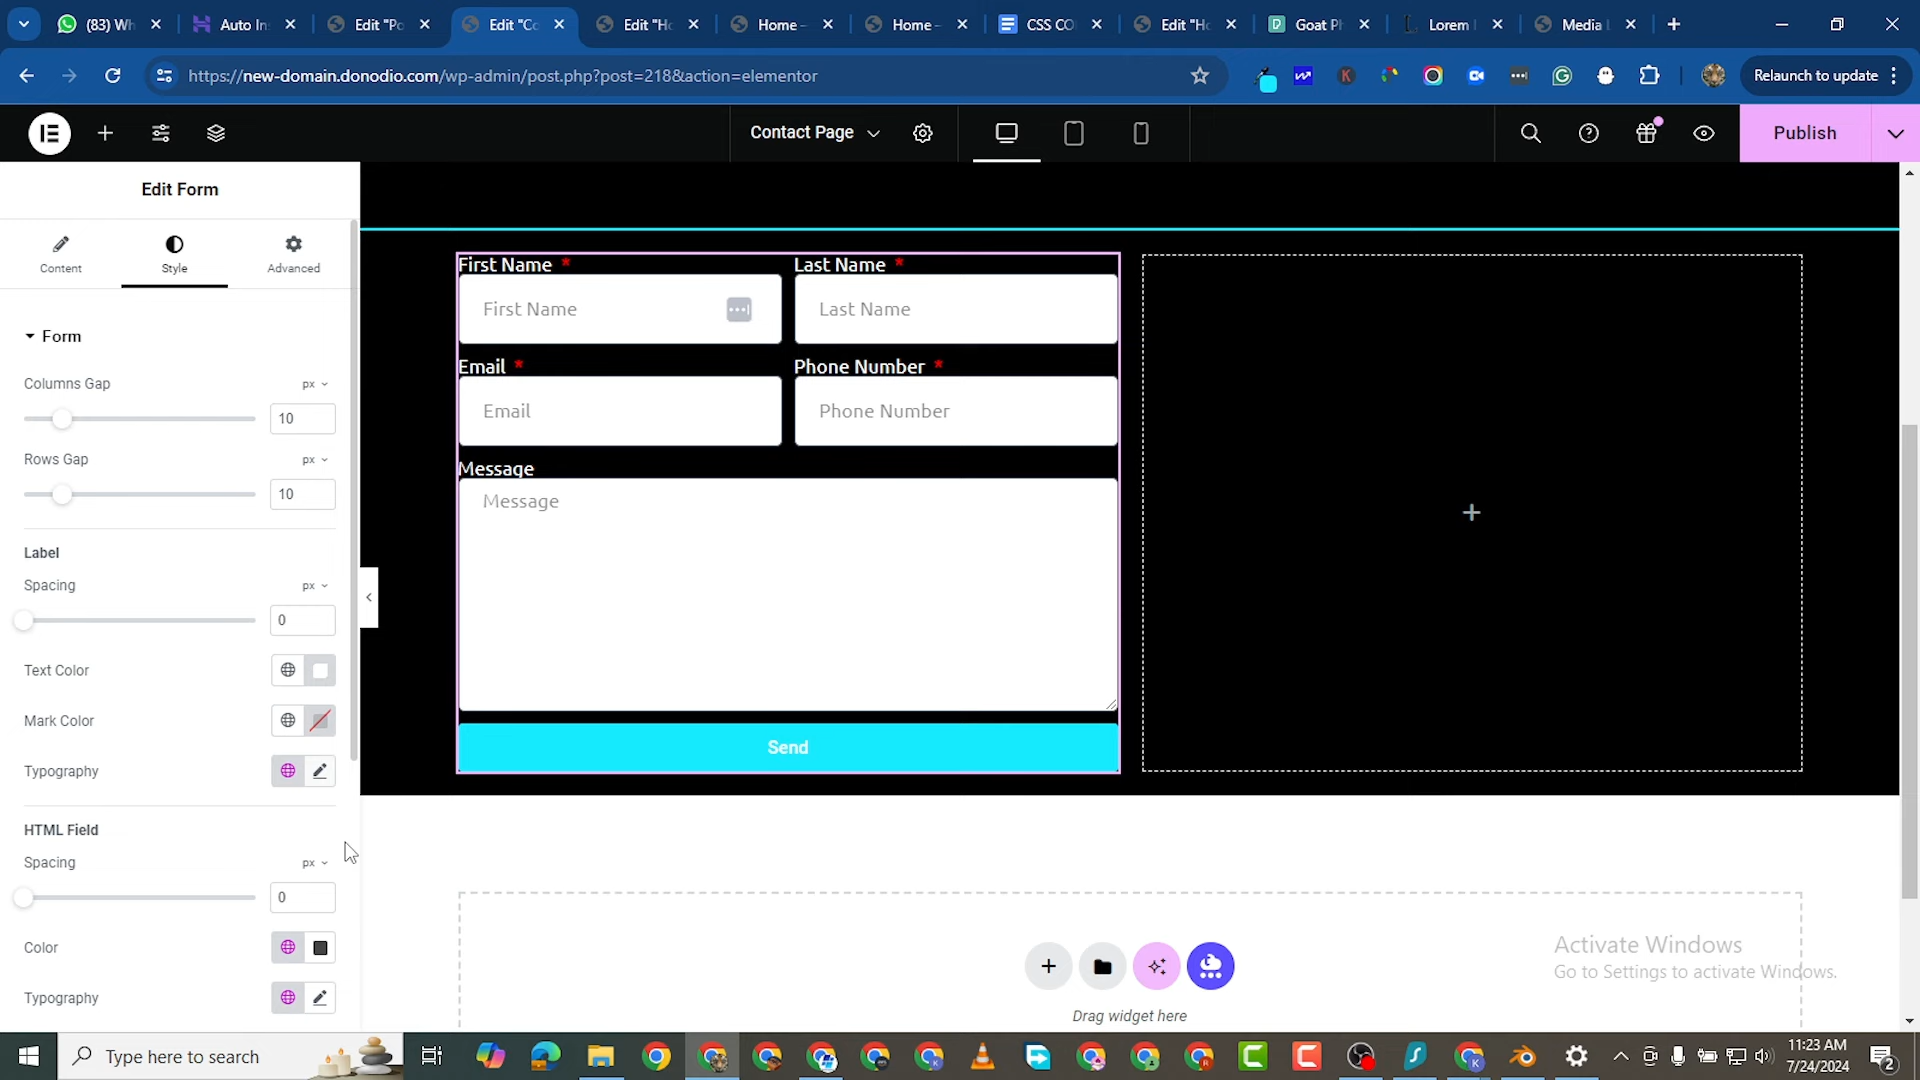 (83) Wh
Auto In
Edit "Po
Edit "Co
Edit "Ho
Home –
Home –
CSS CO
Edit "Ho
Goat Ph
Lorem I
Media L
https://new-domain.donodio.com/wp-admin/post.php?post=218&action=elementor
Relaunch to update
Contact Page
Publish
Edit Form
Content
Style
Advanced
Form
Columns Gap
px
10
Rows Gap
px
10
Label
Spacing
px
0
Text Color
Mark Color
Typography
HTML Field
Spacing
px
0
Color
Typography
First Name *
Last Name *
First Name
Last Name
Email *
Phone Number *
Email
Phone Number
Message
Message
Send
Drag widget here
Activate Windows
Go to Settings to activate Windows.
Type here to search
11:23 AM
7/24/2024
2